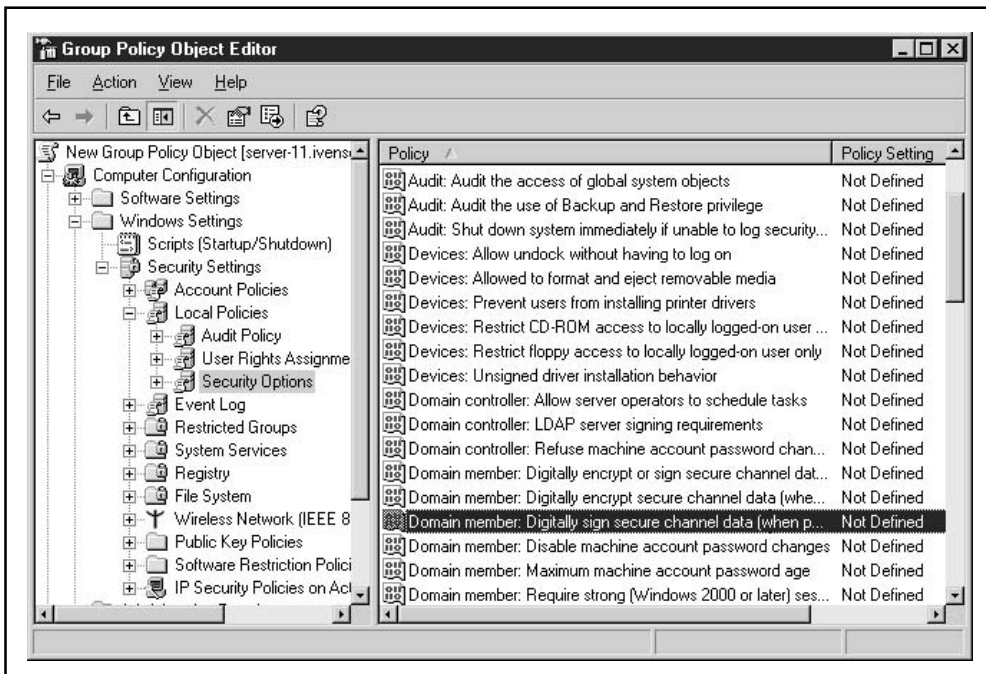 Group Policy Object Editor
File Action View Help
New Group Policy Object [server-11.ivens
Computer Configuration
Software Settings
Windows Settings
Scripts (Startup/Shutdown)
Security Settings
Account Policies
Local Policies
Audit Policy
User Rights Assignme
Security Options
Event Log
Restricted Groups
System Services
Registry
File System
Wireless Network (IEEE 8
Public Key Policies
Software Restriction Polici
IP Security Policies on Act
Policy Policy Setting
Audit: Audit the access of global system objects Not Defined
Audit: Audit the use of Backup and Restore privilege Not Defined
Audit: Shut down system immediately if unable to log security... Not Defined
Devices: Allow undock without having to log on Not Defined
Devices: Allowed to format and eject removable media Not Defined
Devices: Prevent users from installing printer drivers Not Defined
Devices: Restrict CD-ROM access to locally logged-on user ... Not Defined
Devices: Restrict floppy access to locally logged-on user only Not Defined
Devices: Unsigned driver installation behavior Not Defined
Domain controller: Allow server operators to schedule tasks Not Defined
Domain controller: LDAP server signing requirements Not Defined
Domain controller: Refuse machine account password chan... Not Defined
Domain member: Digitally encrypt or sign secure channel dat... Not Defined
Domain member: Digitally encrypt secure channel data (whe... Not Defined
Domain member: Digitally sign secure channel data (when p... Not Defined
Domain member: Disable machine account password changes Not Defined
Domain member: Maximum machine account password age Not Defined
Domain member: Require strong (Windows 2000 or later) ses... Not Defined